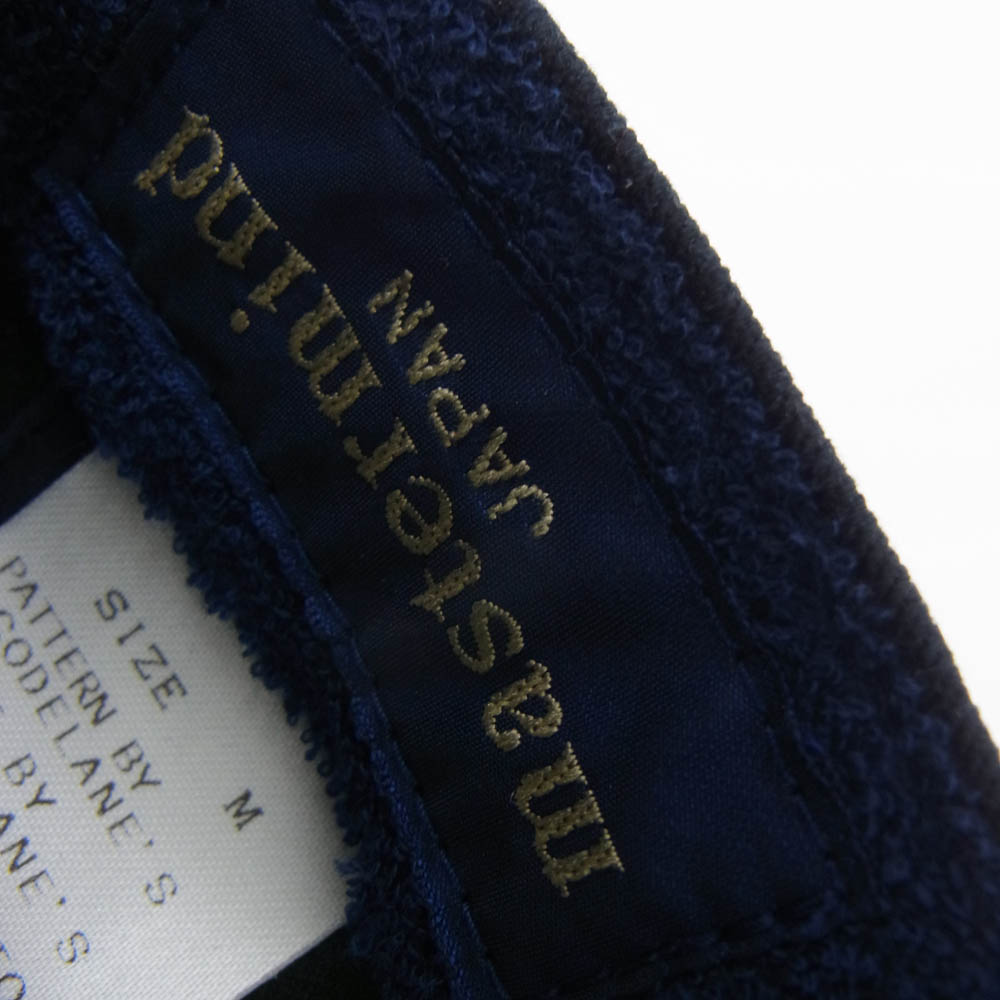 mastermind
JAPAN
SIZE M
PATTERN BY
CODELANE'S
BY